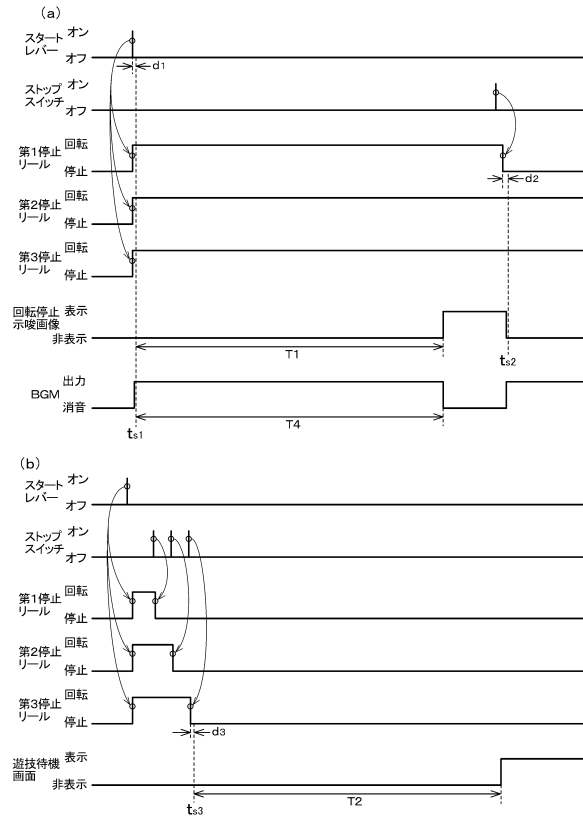 (a)
スタート
レバー
オン
オフ
d1
ストップ
スイッチ
オン
オフ
第1停止
リール
回転
停止
d2
第2停止
リール
回転
停止
第3停止
リール
回転
停止
回転停止
示唆画像
表示
非表示
T1
ts2
BGM
出力
消音
T4
ts1
(b)
スタート
レバー
オン
オフ
ストップ
スイッチ
オン
オフ
第1停止
リール
回転
停止
第2停止
リール
回転
停止
第3停止
リール
回転
停止
d3
遊技待機
画面
表示
非表示
T2
ts3